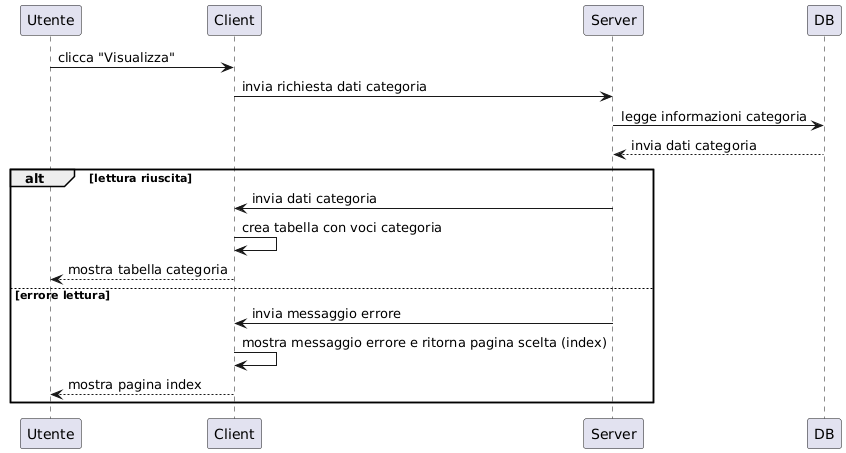 Utente Client Server DB
clicca "Visualizza"
invia richiesta dati categoria
legge informazioni categoria
invia dati categoria
alt [lettura riuscita]
invia dati categoria
crea tabella con voci categoria
mostra tabella categoria
[errore lettura]
invia messaggio errore
mostra messaggio errore e ritorna pagina scelta (index)
mostra pagina index
Utente Client Server DB